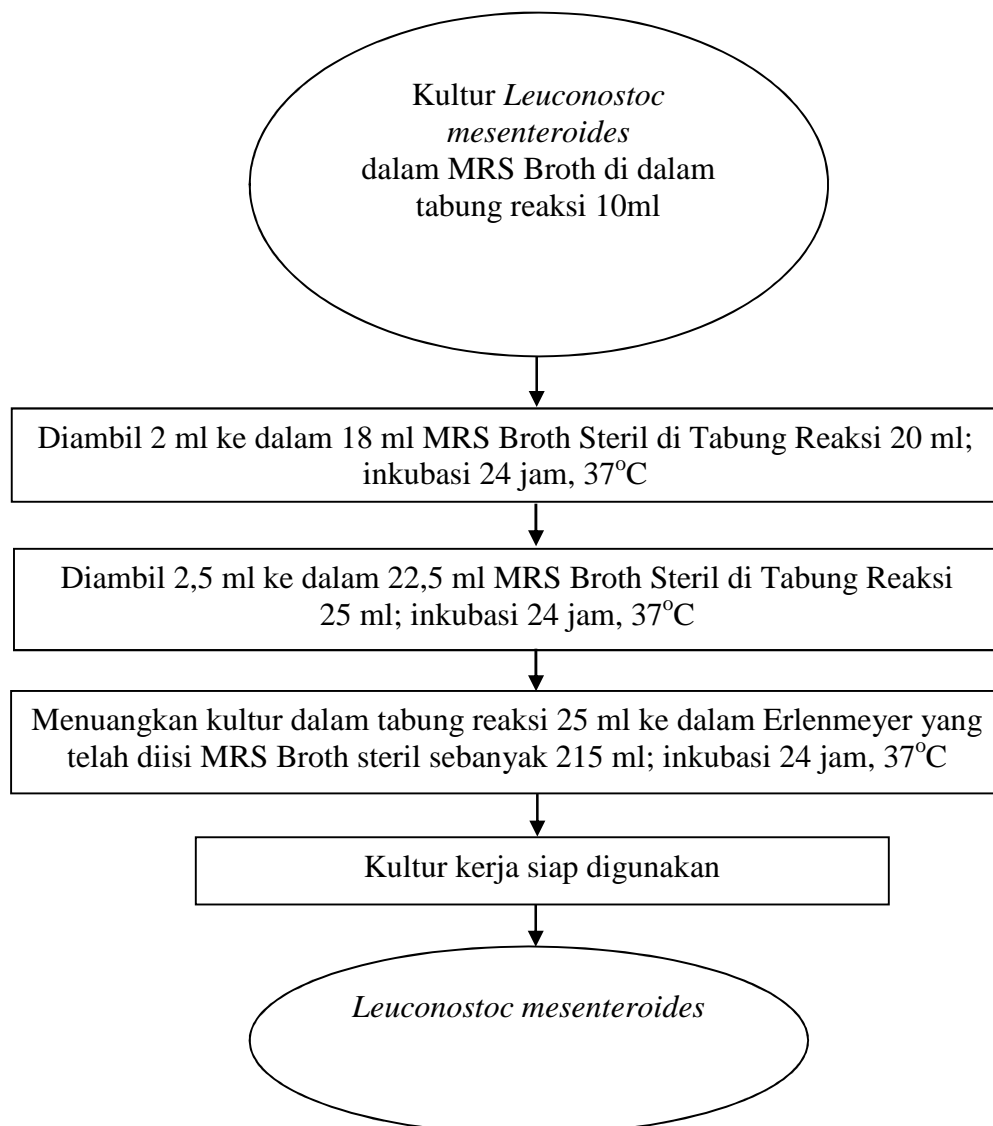 Kultur Leuconostoc
mesenteroides
dalam MRS Broth di dalam
tabung reaksi 10ml
Diambil 2 ml ke dalam 18 ml MRS Broth Steril di Tabung Reaksi 20 ml;
inkubasi 24 jam, 37°C
Diambil 2,5 ml ke dalam 22,5 ml MRS Broth Steril di Tabung Reaksi
25 ml; inkubasi 24 jam, 37°C
Menuangkan kultur dalam tabung reaksi 25 ml ke dalam Erlenmeyer yang
telah diisi MRS Broth steril sebanyak 215 ml; inkubasi 24 jam, 37°C
Kultur kerja siap digunakan
Leuconostoc mesenteroides